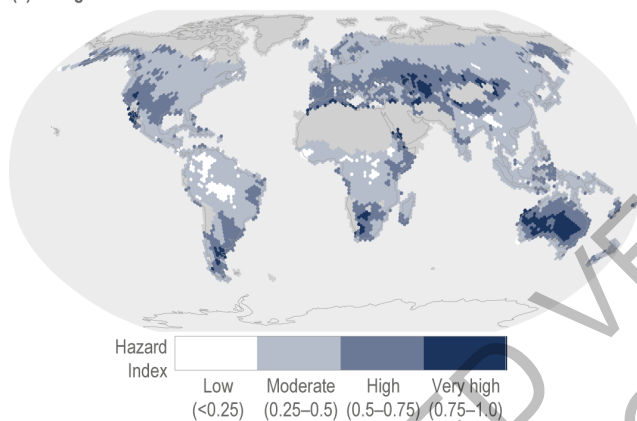 Hazard
Index
Low Moderate High Very high
(<0.25) (0.25–0.5) (0.5–0.75) (0.75–1.0)